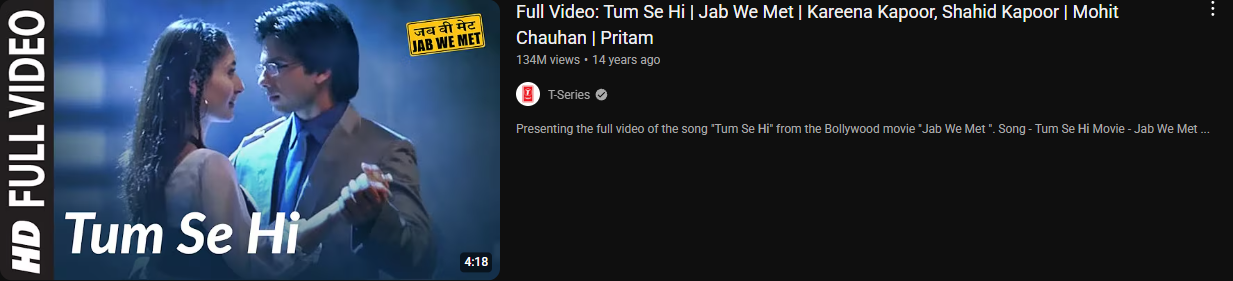 HD FULL VIDEO
जब वी मेट
JAB WE MET
Tum Se Hi
4:18
Full Video: Tum Se Hi | Jab We Met | Kareena Kapoor, Shahid Kapoor | Mohit
Chauhan | Pritam
134M views • 14 years ago
T-Series
Presenting the full video of the song "Tum Se Hi" from the Bollywood movie "Jab We Met ". Song - Tum Se Hi Movie - Jab We Met ...